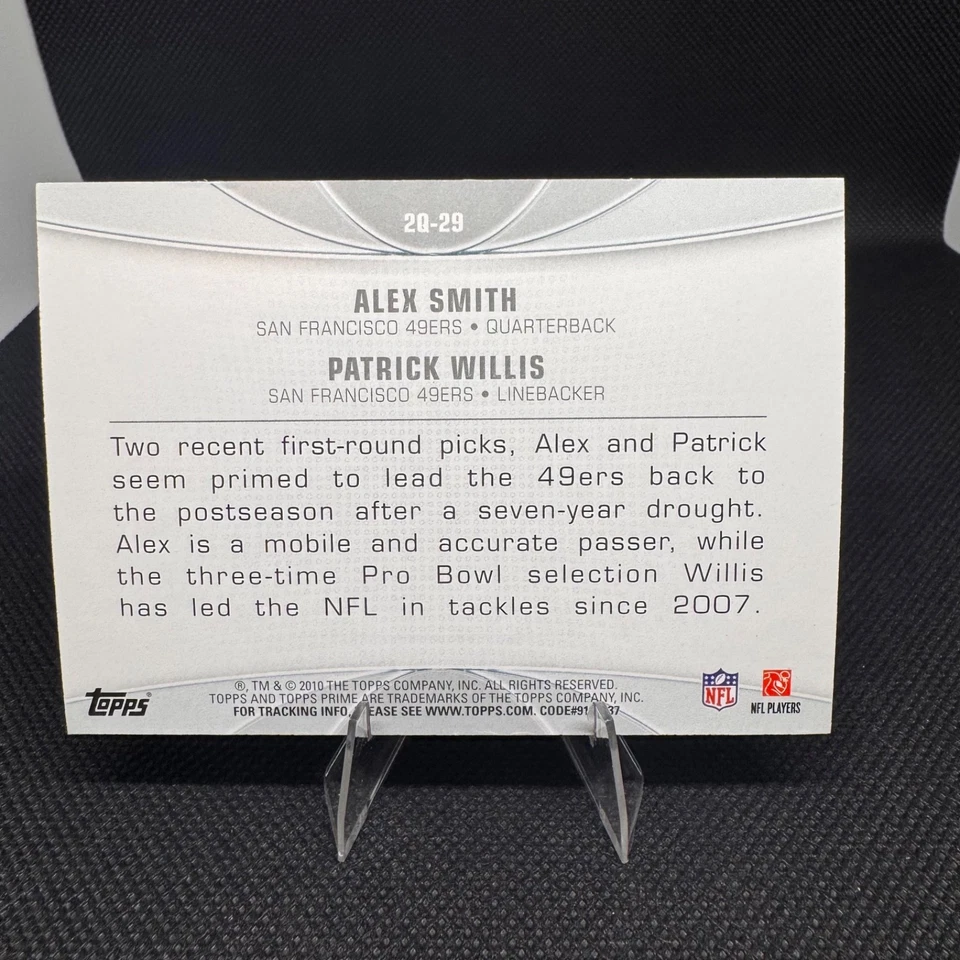 2Q-29
ALEX SMITH
SAN FRANCISCO 49ERS • QUARTERBACK
PATRICK WILLIS
SAN FRANCISCO 49ERS • LINEBACKER
Two recent first-round picks, Alex and Patrick
seem primed to lead the 49ers back to
the postseason after a seven-year drought.
Alex is a mobile and accurate passer, while
the three-time Pro Bowl selection Willis
has led the NFL in tackles since 2007.
®, TM & © 2010 THE TOPPS COMPANY, INC. ALL RIGHTS RESERVED.
TOPPS AND TOPPS PRIME ARE TRADEMARKS OF THE TOPPS COMPANY, INC.
FOR TRACKING INFO, SEE WWW.TOPPS.COM.
TOPPS®
NFL
NFL PLAYERS